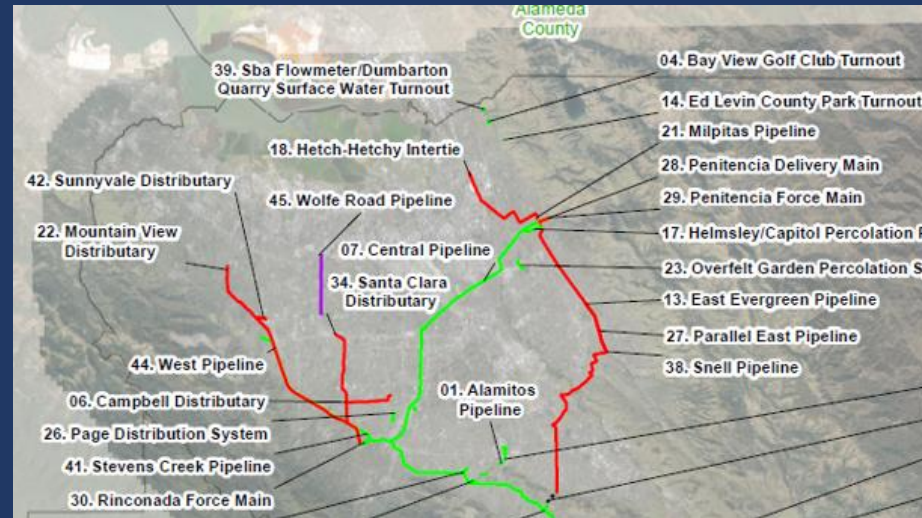 Alameda
County
39. Sba Flowmeter/Dumbarton
Quarry Surface Water Turnout
04. Bay View Golf Club Turnout
14. Ed Levin County Park Turnout
18. Hetch-Hetchy Intertie
21. Milpitas Pipeline
28. Penitencia Delivery Main
42. Sunnyvale Distributary
45. Wolfe Road Pipeline
29. Penitencia Force Main
22. Mountain View
Distributary
07. Central Pipeline
17. Helmsley/Capitol Percolation
23. Overfelt Garden Percolation
34. Santa Clara
Distributary
13. East Evergreen Pipeline
27. Parallel East Pipeline
44. West Pipeline
38. Snell Pipeline
06. Campbell Distributary
01. Alamitos
Pipeline
26. Page Distribution System
41. Stevens Creek Pipeline
30. Rinconada Force Main